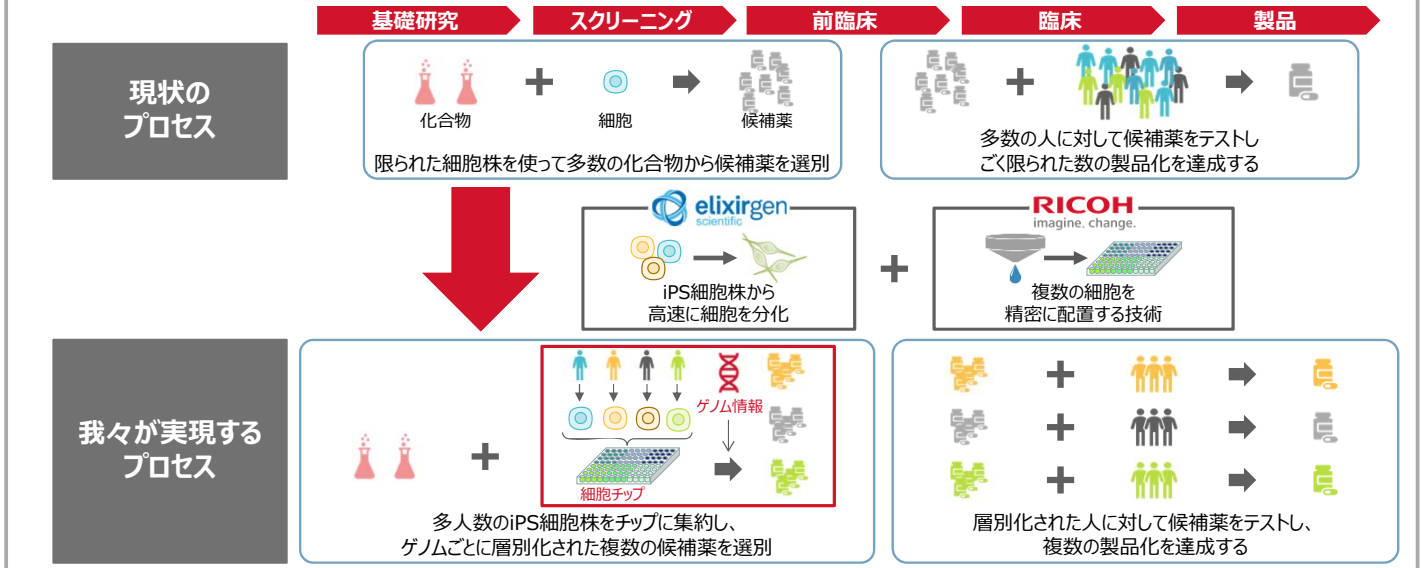 基礎研究
スクリーニング
前臨床
臨床
製品
現状の
プロセス
化合物
細胞
候補薬
限られた細胞株を使って多数の化合物から候補薬を選別
多数の人に対して候補薬をテストし
ごく限られた数の製品化を達成する
elixirgen
scientific
iPS細胞株から
高速に細胞を分化
RICOH
imagine. change.
複数の細胞を
精密に配置する技術
我々が実現する
プロセス
ゲノム情報
細胞チップ
多人数のiPS細胞株をチップに集約し、
ゲノムごとに層別化された複数の候補薬を選別
層別化された人に対して候補薬をテストし、
複数の製品化を達成する